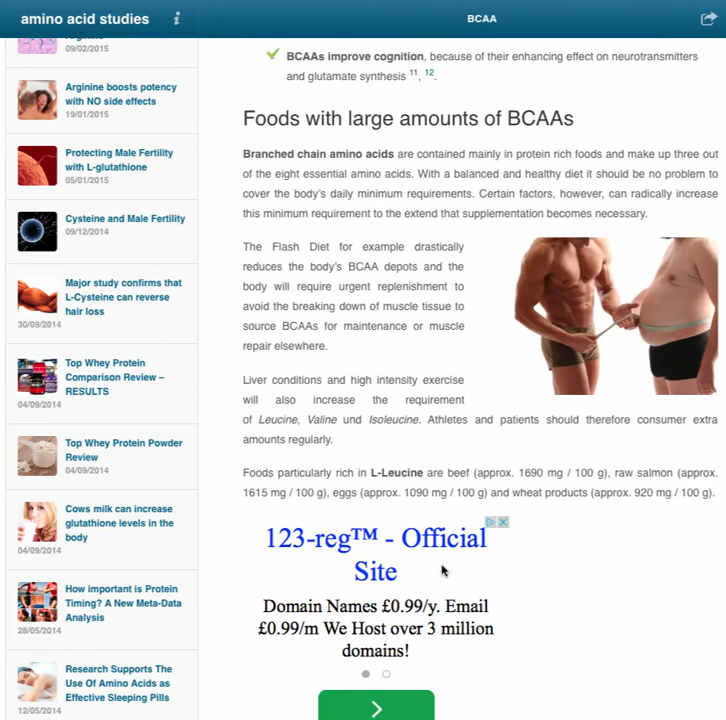 amino acid studies
BCAA
09/02/2015
Arginine boosts potency
with NO side effects
19/01/2015
Protecting Male Fertility
with L-glutathione
05/01/2015
Cysteine and Male Fertility
09/12/2014
Major study confirms that
L-Cysteine can reverse
hair loss
30/09/2014
Top Whey Protein
Comparison Review –
RESULTS
04/09/2014
Top Whey Protein Powder
Review
04/09/2014
Cows milk can increase
glutathione levels in the
body
04/09/2014
How important is Protein
Timing? A New Meta-Data
Analysis
28/05/2014
Research Supports The
Use Of Amino Acids as
Effective Sleeping Pills
12/05/2014
BCAAs improve cognition, because of their enhancing effect on neurotransmitters
and glutamate synthesis 11, 12.
Foods with large amounts of BCAAs
Branched chain amino acids are contained mainly in protein rich foods and make up three out
of the eight essential amino acids. With a balanced and healthy diet it should be no problem to
cover the body's daily minimum requirements. Certain factors, however, can radically increase
this minimum requirement to the extend that supplementation becomes necessary.
The Flash Diet for example drastically
reduces the body's BCAA depots and the
body will require urgent replenishment to
avoid the breaking down of muscle tissue to
source BCAAs for maintenance or muscle
repair elsewhere.
Liver conditions and high intensity exercise
will also increase the requirement
of Leucine, Valine und Isoleucine. Athletes and patients should therefore consumer extra
amounts regularly.
Foods particularly rich in L-Leucine are beef (approx. 1690 mg / 100 g), raw salmon (approx.
1615 mg / 100 g), eggs (approx. 1090 mg / 100 g) and wheat products (approx. 920 mg / 100 g).
123-reg™ - Official
Site
Domain Names £0.99/y. Email
£0.99/m We Host over 3 million
domains!